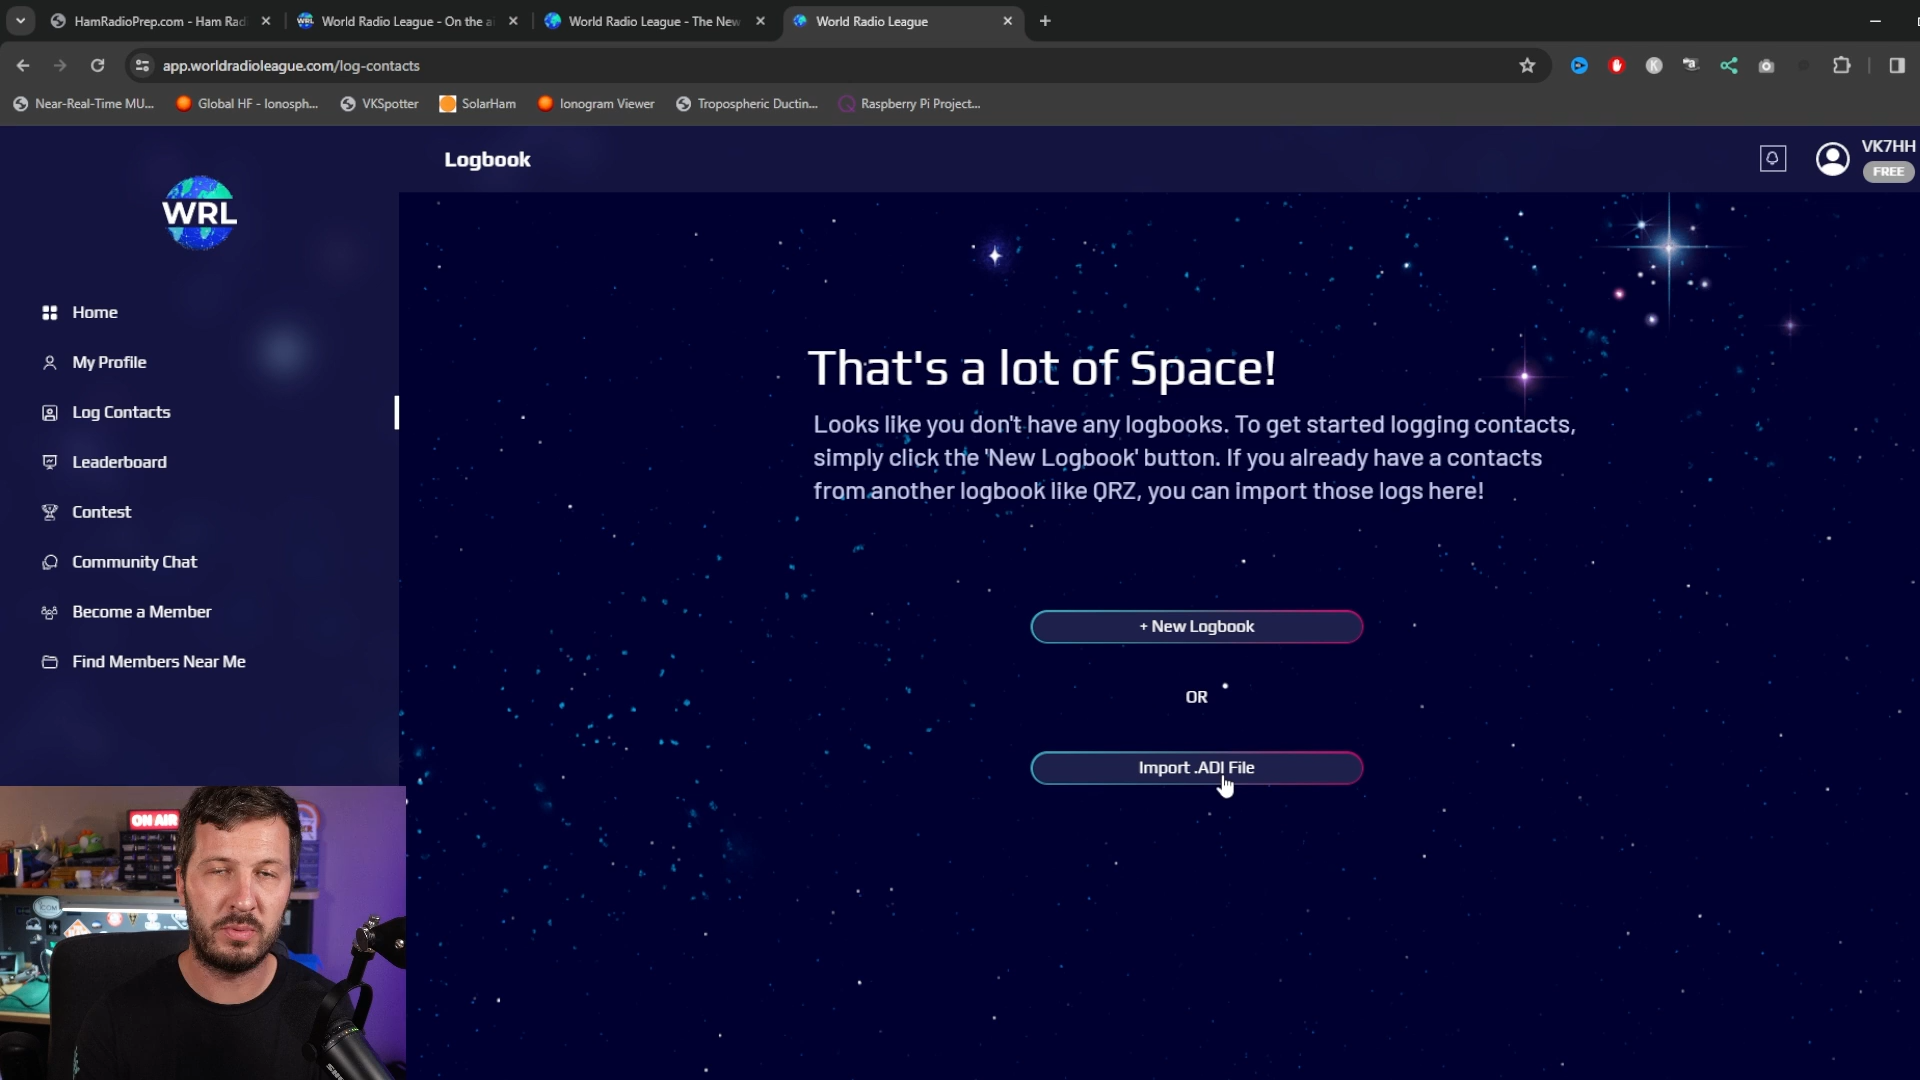 HamRadioPrep.com - Ham Rad
World Radio League - On the ai
World Radio League - The New
World Radio League
app.worldradioleague.com/log-contacts
Near-Real-Time MU...
Global HF - Ionosph...
VKSpotter
SolarHam
Ionogram Viewer
Tropospheric Ductin...
Raspberry Pi Project...
WRL
Logbook
VK7HH
FREE
Home
My Profile
Log Contacts
Leaderboard
Contest
Community Chat
Become a Member
Find Members Near Me
That's a lot of Space!
Looks like you don't have any logbooks. To get started logging contacts,
simply click the 'New Logbook' button. If you already have a contacts
from another logbook like QRZ, you can import those logs here!
+ New Logbook
OR
Import .ADI File
ON AIR